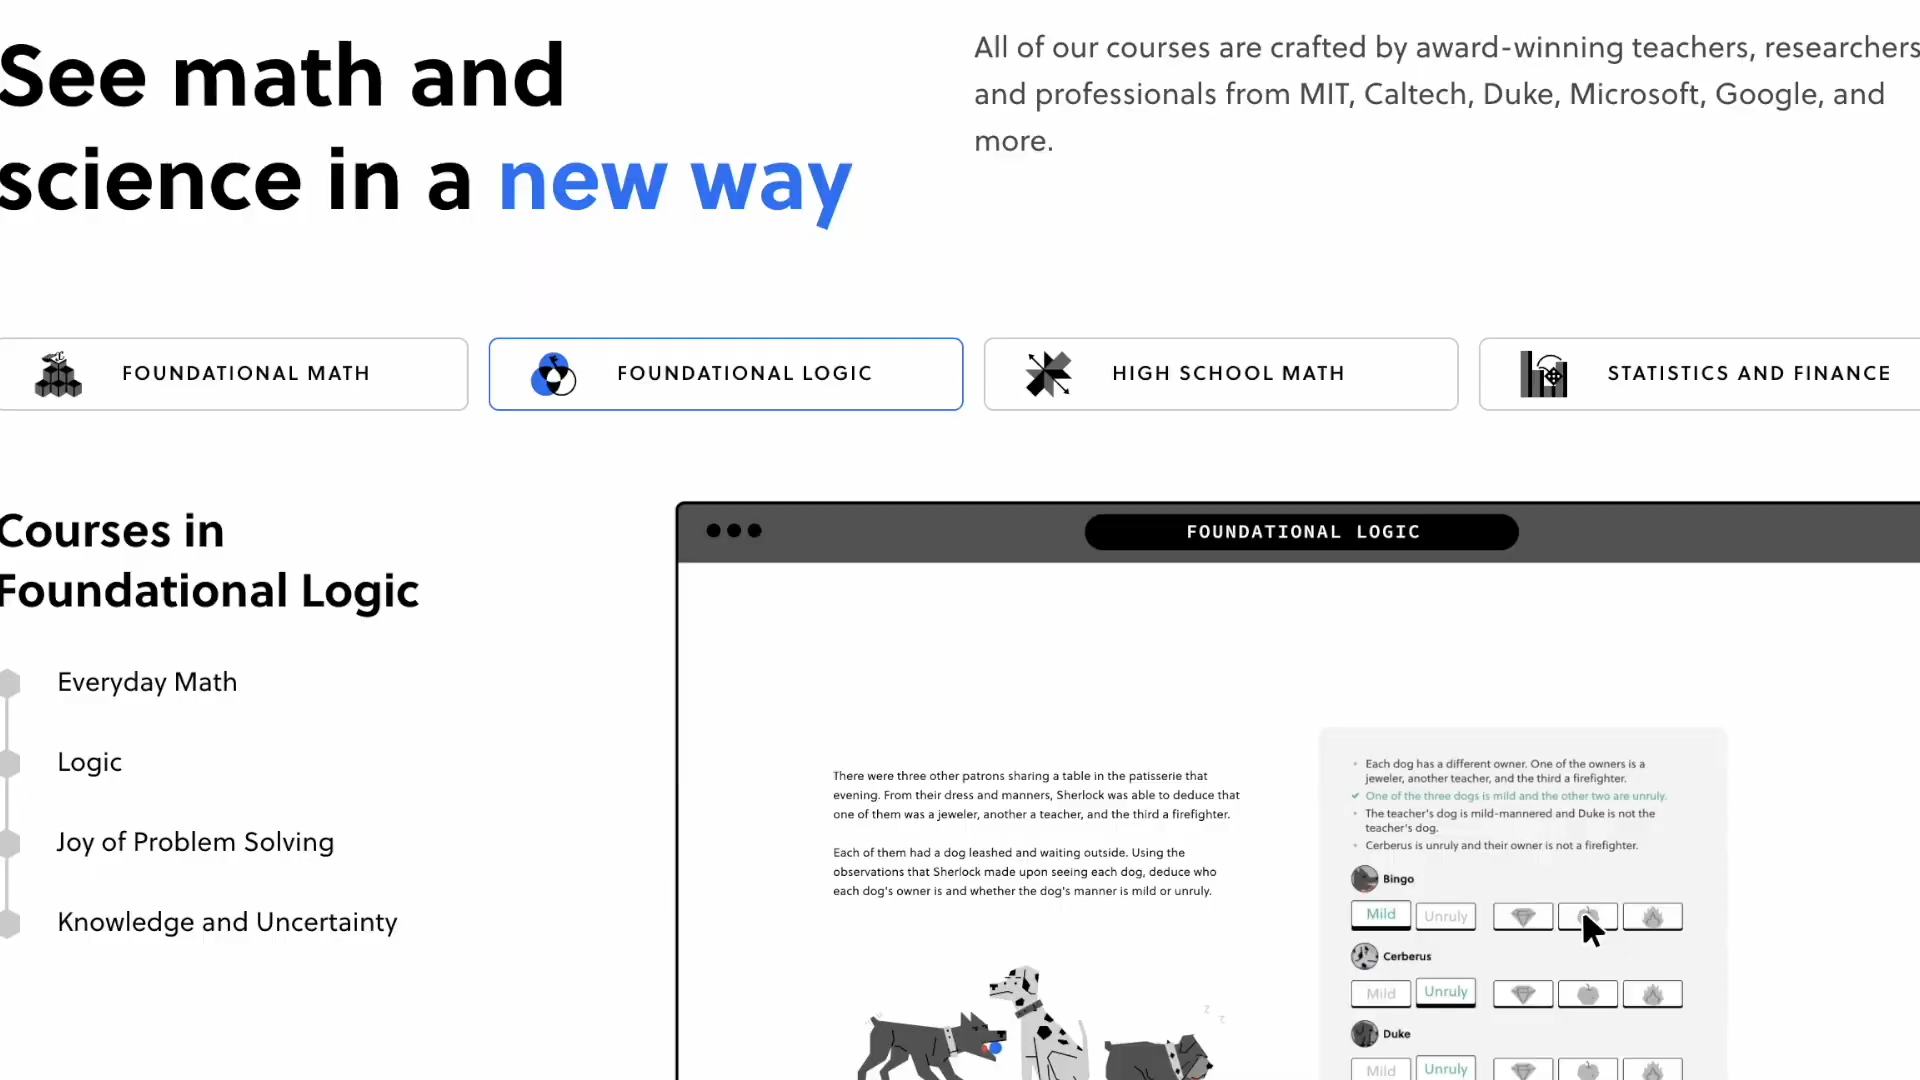 See math and
science in a new way
All of our courses are crafted by award-winning teachers, researchers
and professionals from MIT, Caltech, Duke, Microsoft, Google, and
more.
FOUNDATIONAL MATH
FOUNDATIONAL LOGIC
HIGH SCHOOL MATH
STATISTICS AND FINANCE
Courses in
Foundational Logic
Everyday Math
Logic
Joy of Problem Solving
Knowledge and Uncertainty
FOUNDATIONAL LOGIC
There were three other patrons sharing a table in the patisserie that
evening. From their dress and manners, Sherlock was able to deduce that
one of them was a jeweler, another a teacher, and the third a firefighter.
Each of them had a dog leashed and waiting outside. Using the
observations that Sherlock made upon seeing each dog, deduce who
each dog's owner is and whether the dog's manner is mild or unruly.
z
z
Each dog has a different owner. One of the owners is a
jeweler, another teacher, and the third a firefighter.
One of the three dogs is mild and the other two are unruly.
The teacher's dog is mild-mannered and Duke is not the
teacher's dog.
Cerberus is unruly and their owner is not a firefighter.
Bingo
Mild Unruly
Cerberus
Mild Unruly
Duke
Mild Unruly